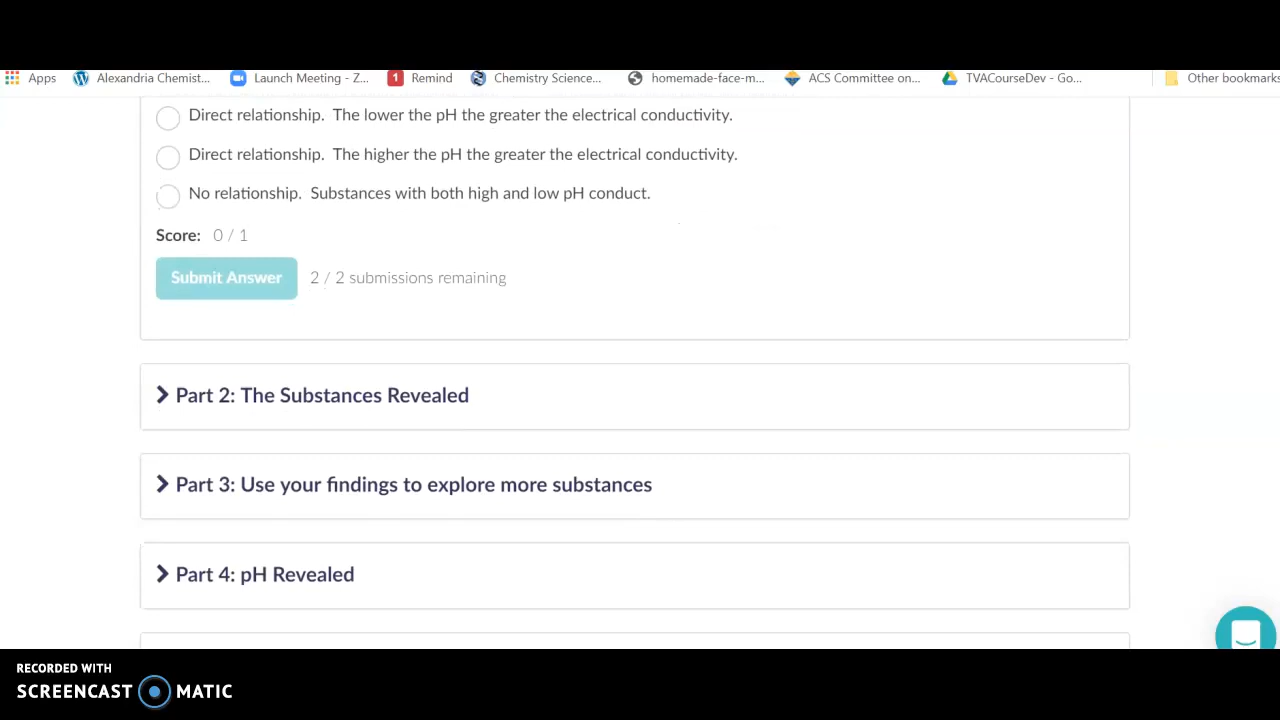 Apps Alexandria Chemist... Launch Meeting - Z... 1 Remind Chemistry Science... homemade-face-m... ACS Committee on... TVACourseDev - Go... Other bookmarks
Direct relationship. The lower the pH the greater the electrical conductivity.
Direct relationship. The higher the pH the greater the electrical conductivity.
No relationship. Substances with both high and low pH conduct.
Score: 0 / 1
Submit Answer 2 / 2 submissions remaining
Part 2: The Substances Revealed
Part 3: Use your findings to explore more substances
Part 4: pH Revealed
RECORDED WITH
SCREENCAST MATIC